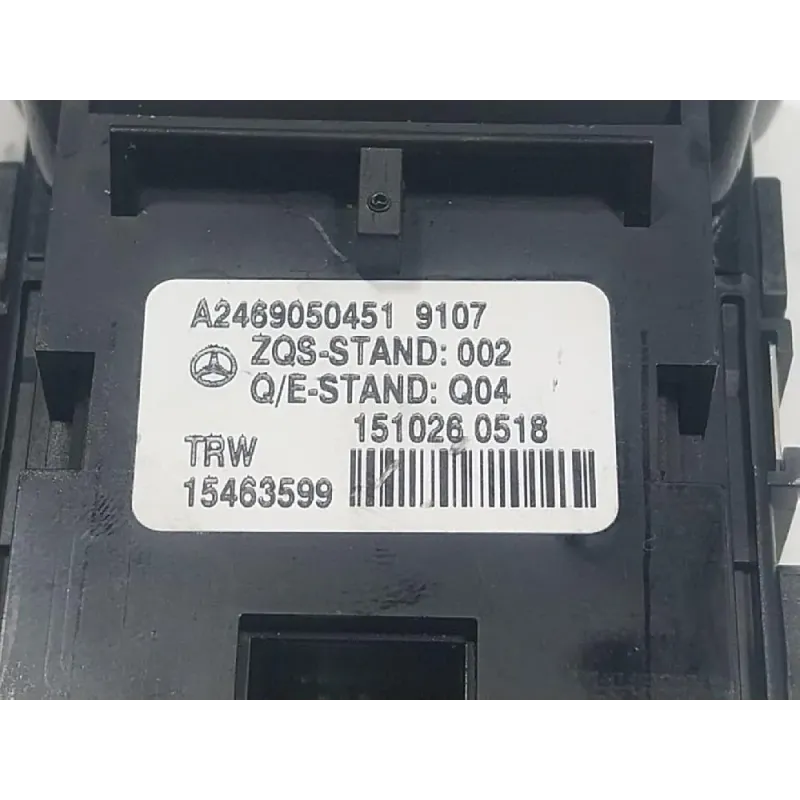 A2469050451 9107
ZQS-STAND: 002
Q/E-STAND: Q04
151026 0518
TRW
15463599